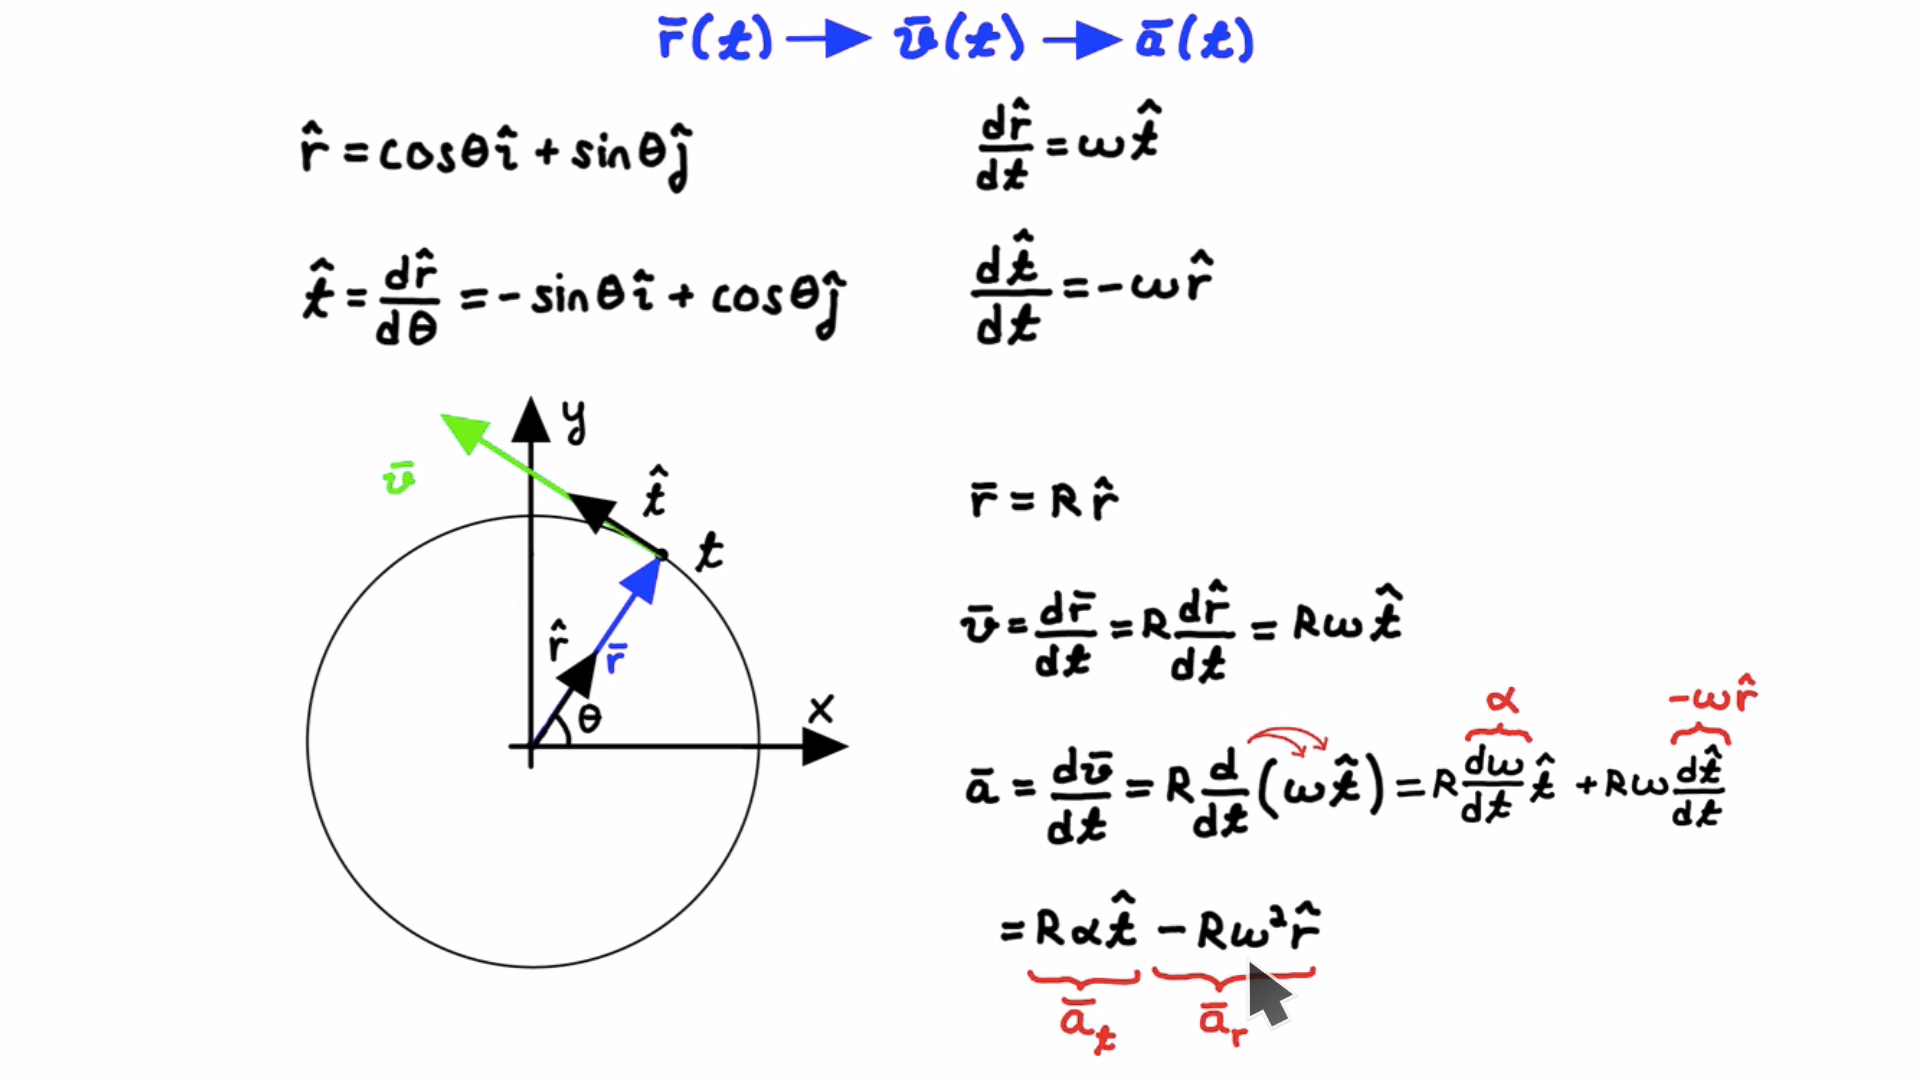 r̄(t) → v̄(t) → ā(t)
r̂ = cosθ î + sinθ ĵ
dr̂/dt = ω t̂
t̂ = dr̂/dθ = - sinθ î + cosθ ĵ
dt̂/dt = -ω r̂
y
v̄
t̂
t
r̂
r̄
θ
x
r̄ = R r̂
v̄ = dr̄/dt = R dr̂/dt = Rω t̂
α
-ω r̂
ā = dv̄/dt = R d/dt (ω t̂) = R dω/dt t̂ + Rω dt̂/dt
= Rα t̂ - Rω² r̂
ā_t
ā_r